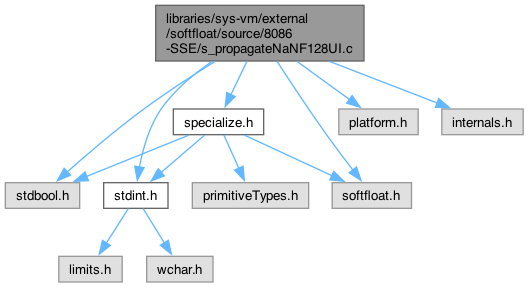 libraries/sys-vm/external
/softfloat/source/8086
-SSE/s_propagateNaNF128UI.c
specialize.h
platform.h
internals.h
stdbool.h
stdint.h
primitiveTypes.h
softfloat.h
limits.h
wchar.h